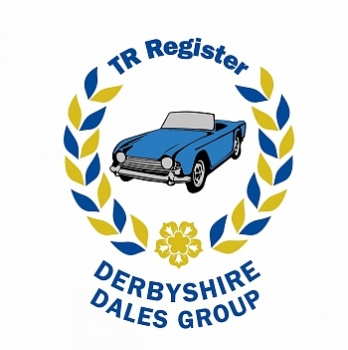 TR Register
DERBYSHIRE
DALES GROUP